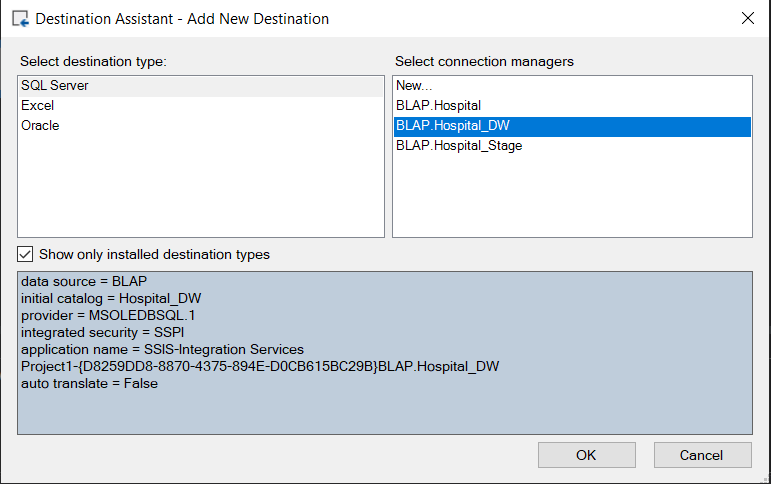 Destination Assistant - Add New Destination
Select destination type:
SQL Server
Excel
Oracle
Select connection managers
New...
BLAP.Hospital
BLAP.Hospital_DW
BLAP.Hospital_Stage
Show only installed destination types
data source = BLAP
initial catalog = Hospital_DW
provider = MSOLEDBSQL.1
integrated security = SSPI
application name = SSIS-Integration Services
Project1-{D8259DD8-8870-4375-894E-D0CB615BC29B}BLAP.Hospital_DW
auto translate = False
OK
Cancel